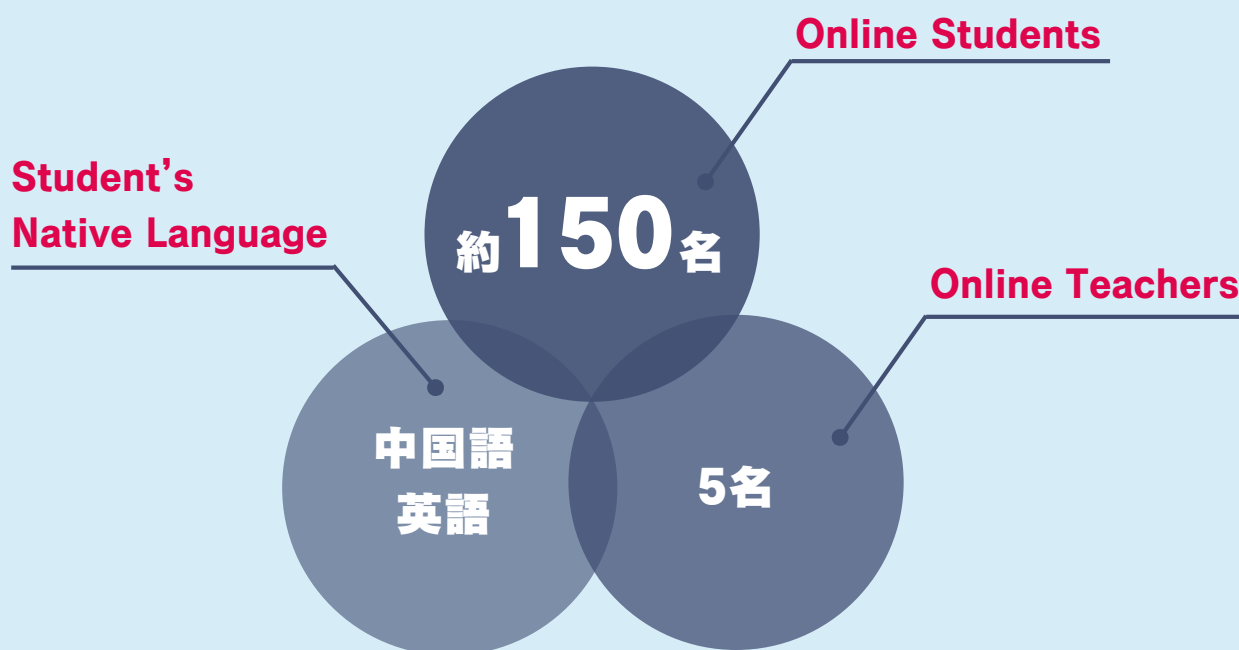 Online Students
Student’s
Native Language
約150名
Online Teachers
中国語
英語
5名